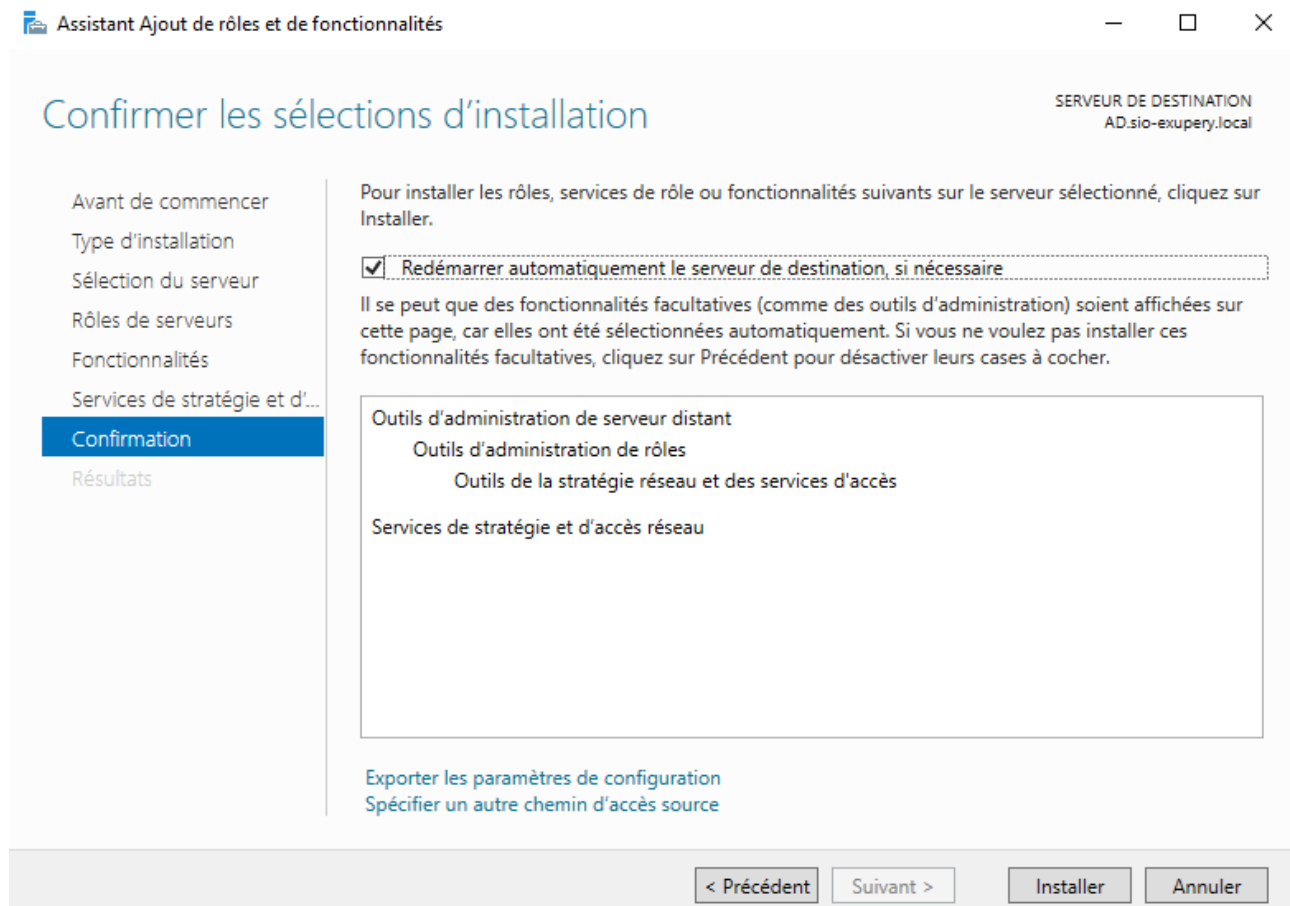 Assistant Ajout de rôles et de fonctionnalités
Confirmer les sélections d'installation
SERVEUR DE DESTINATION
AD.sio-exupery.local
Avant de commencer
Type d'installation
Sélection du serveur
Rôles de serveurs
Fonctionnalités
Services de stratégie et d'...
Confirmation
Résultats
Pour installer les rôles, services de rôle ou fonctionnalités suivants sur le serveur sélectionné, cliquez sur
Installer.
Redémarrer automatiquement le serveur de destination, si nécessaire
Il se peut que des fonctionnalités facultatives (comme des outils d'administration) soient affichées sur
cette page, car elles ont été sélectionnées automatiquement. Si vous ne voulez pas installer ces
fonctionnalités facultatives, cliquez sur Précédent pour désactiver leurs cases à cocher.
Outils d'administration de serveur distant
Outils d'administration de rôles
Outils de la stratégie réseau et des services d'accès
Services de stratégie et d'accès réseau
Exporter les paramètres de configuration
Spécifier un autre chemin d'accès source
< Précédent
Suivant >
Installer
Annuler